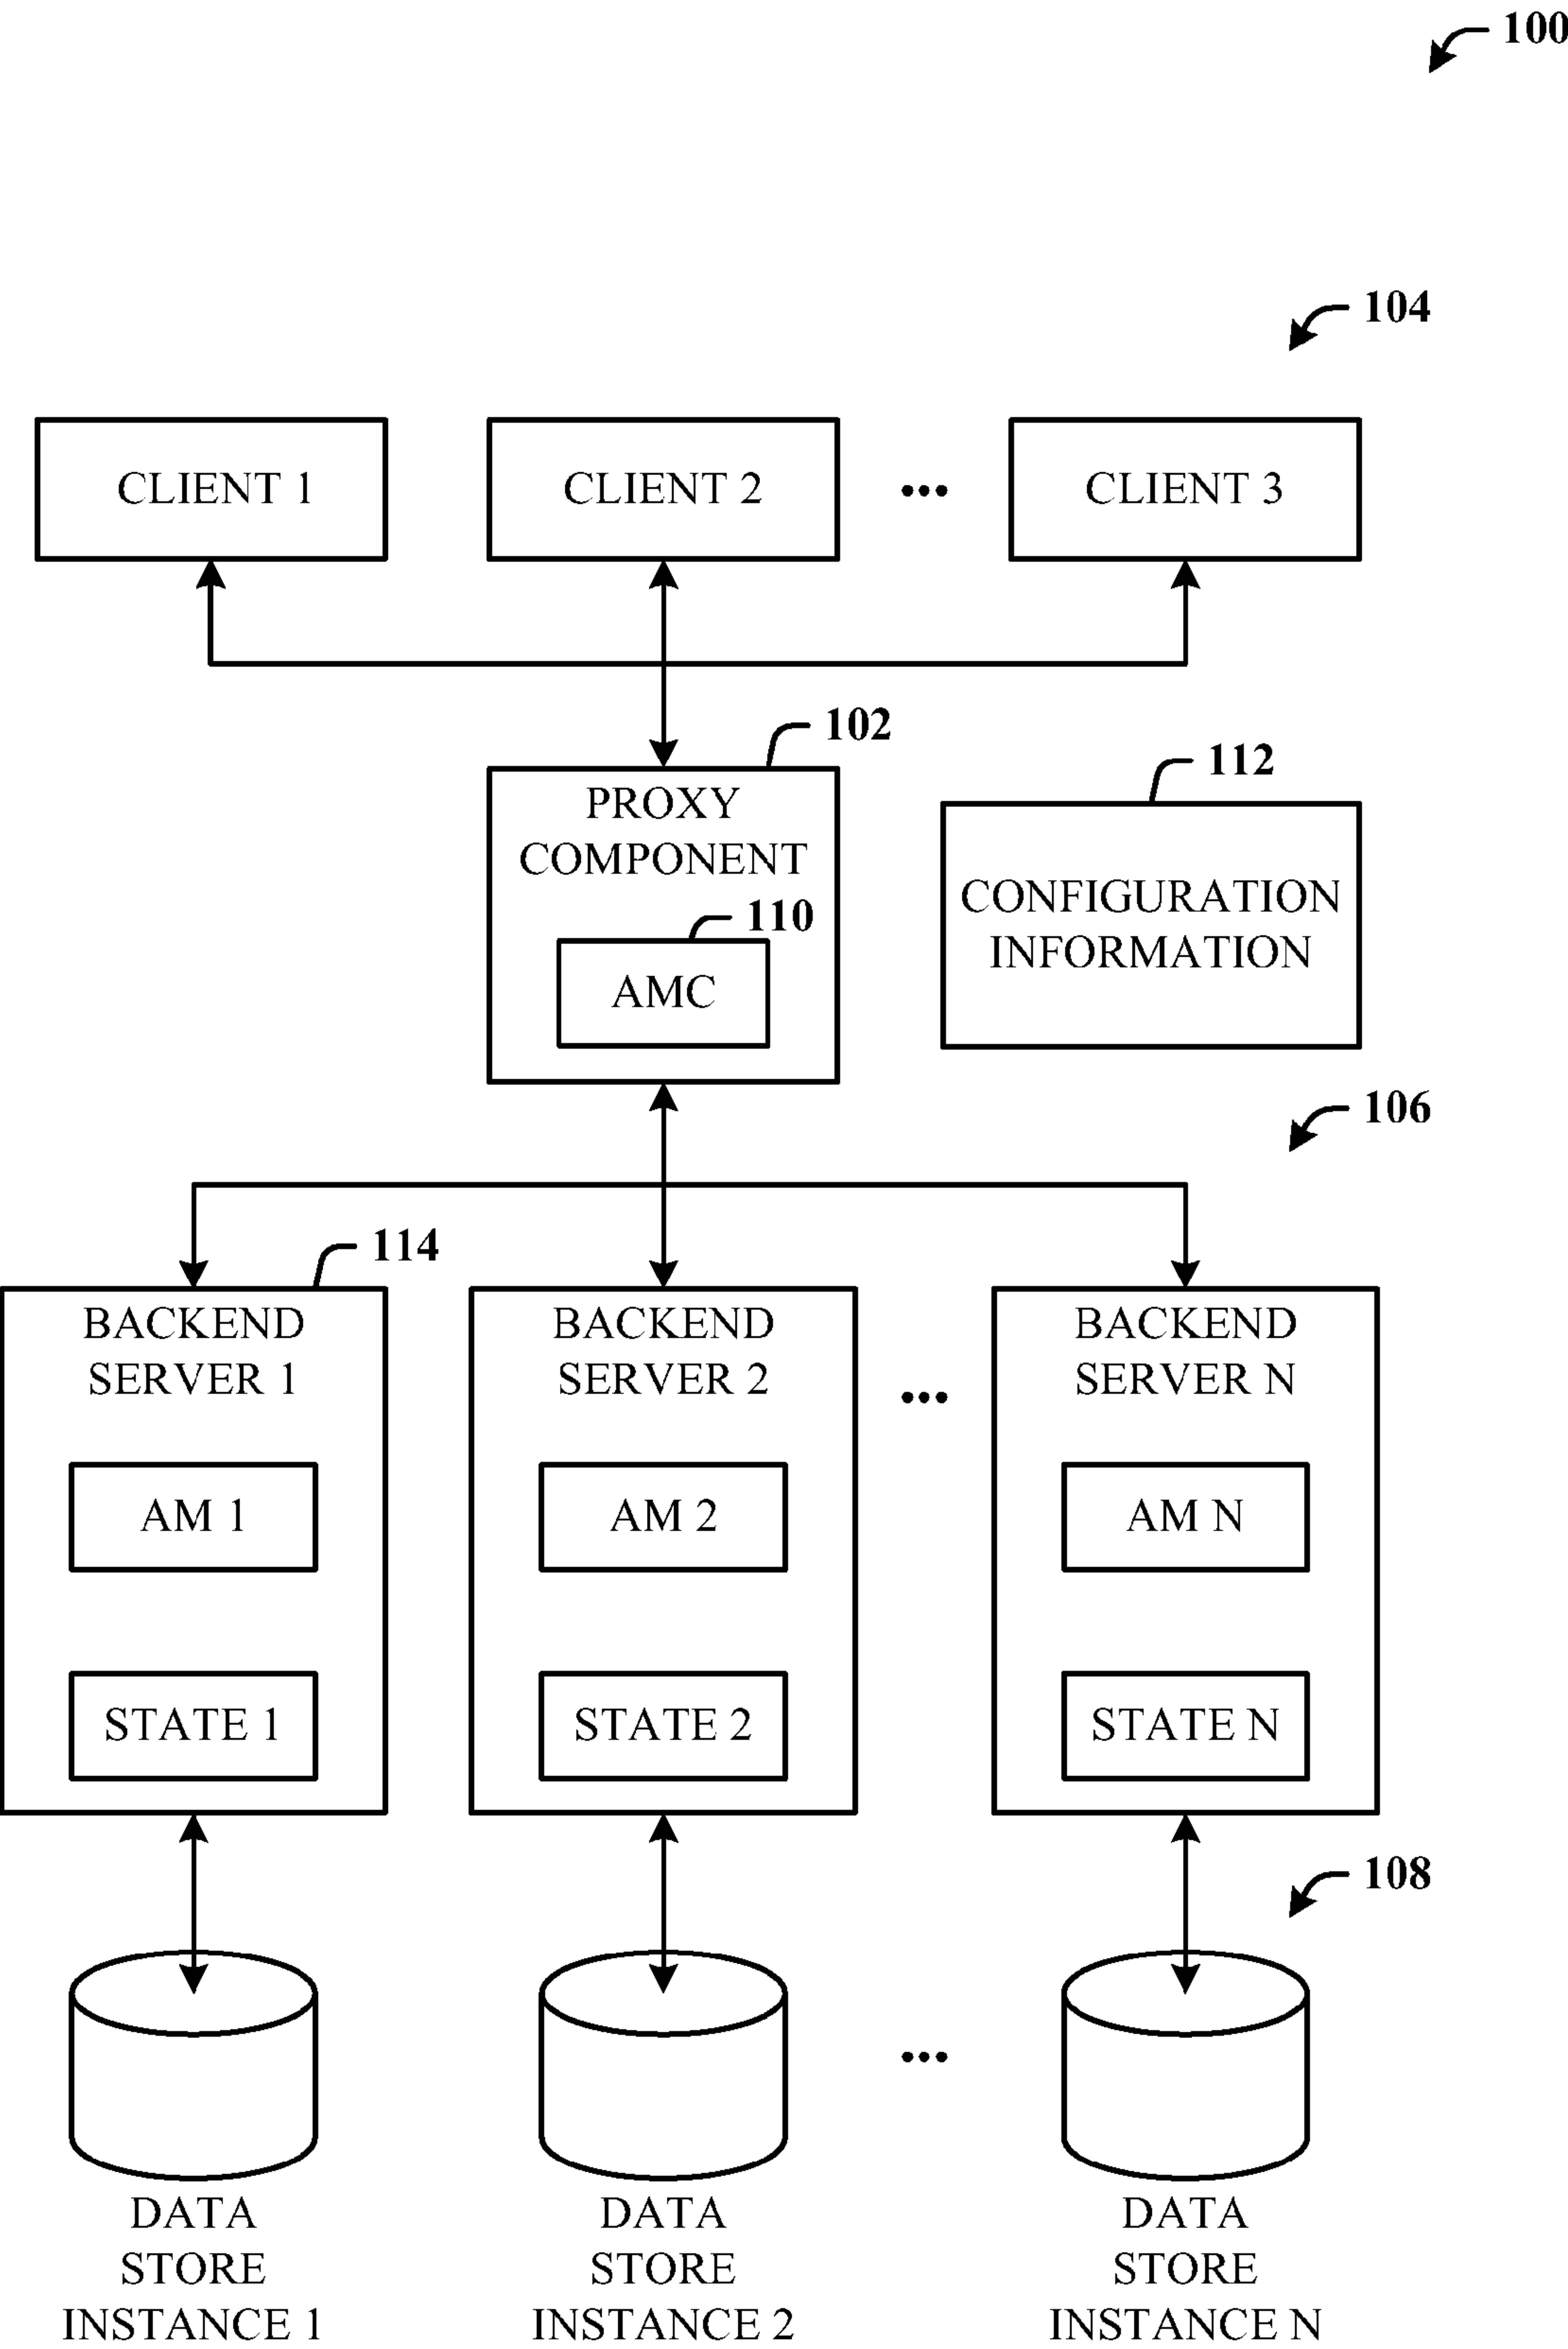 100
104
CLIENT 1
CLIENT 2
...
CLIENT 3
102
PROXY
COMPONENT
110
AMC
112
CONFIGURATION
INFORMATION
106
114
BACKEND
SERVER 1
AM 1
STATE 1
BACKEND
SERVER 2
AM 2
STATE 2
...
BACKEND
SERVER N
AM N
STATE N
108
DATA
STORE
INSTANCE 1
DATA
STORE
INSTANCE 2
...
DATA
STORE
INSTANCE N